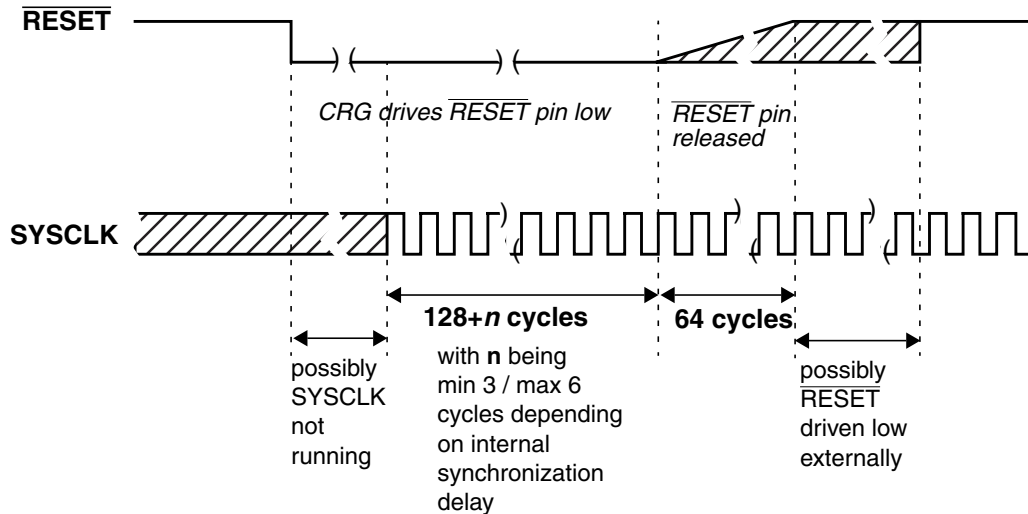 RESET
CRG drives RESET pin low
RESET pin
released
SYSCLK
128+n cycles
64 cycles
possibly
SYSCLK
not
running
with n being
min 3 / max 6
cycles depending
on internal
synchronization
delay
possibly
RESET
driven low
externally